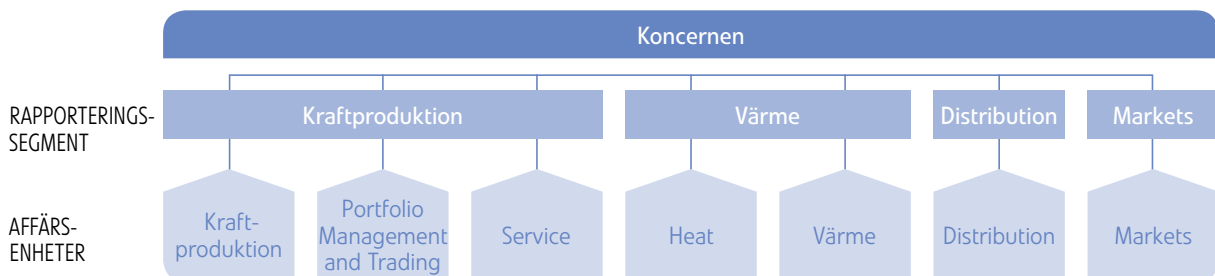 Koncernen
RAPPORTERINGS-
SEGMENT
Kraftproduktion
Värme
Distribution
Markets
AFFÄRS-
ENHETER
Kraft-
produktion
Portfolio
Management
and Trading
Service
Heat
Värme
Distribution
Markets